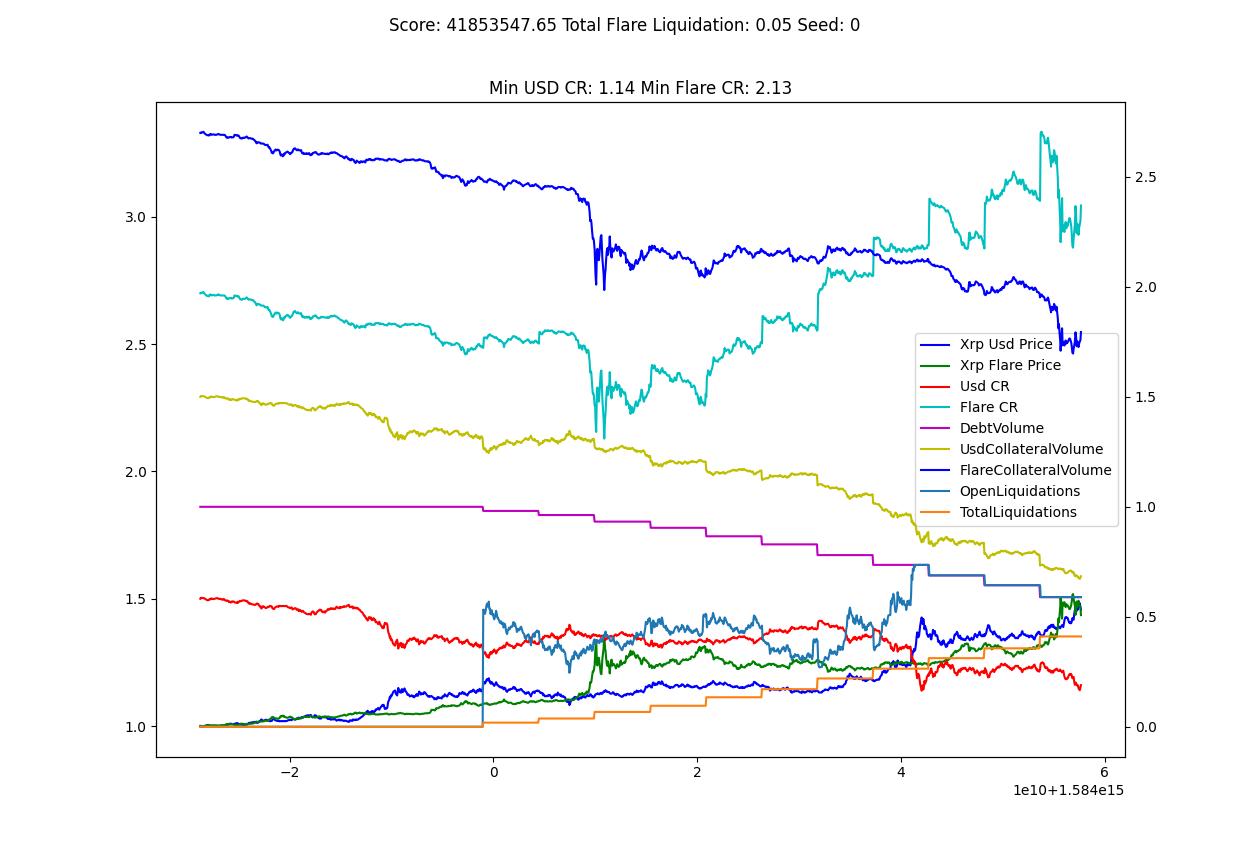 Score: 41853547.65 Total Flare Liquidation: 0.05 Seed: 0
Min USD CR: 1.14 Min Flare CR: 2.13
3.0
2.5
2.0
1.5
1.0
2.5
2.0
1.5
1.0
0.5
0.0
Xrp Usd Price
Xrp Flare Price
Usd CR
Flare CR
DebtVolume
UsdCollateralVolume
FlareCollateralVolume
OpenLiquidations
TotalLiquidations
−2 0 2 4 6
1e10+1.584e15